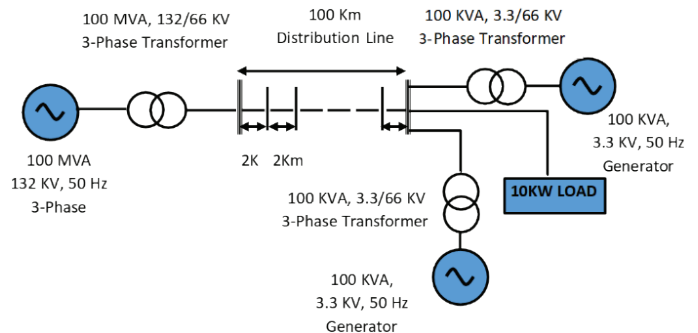 100 MVA, 132/66 KV
3-Phase Transformer
100 Km
Distribution Line
100 KVA, 3.3/66 KV
3-Phase Transformer
100 MVA
132 KV, 50 Hz
3-Phase
2K
2Km
100 KVA,
3.3 KV, 50 Hz
Generator
10KW LOAD
100 KVA, 3.3/66 KV
3-Phase Transformer
100 KVA,
3.3 KV, 50 Hz
Generator